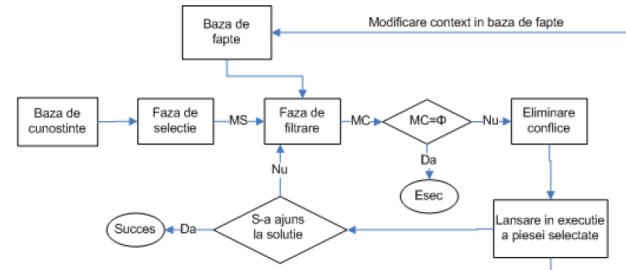 Baza de
fapte
Modificare context in baza de fapte
Baza de
cunostinte
Faza de
selectie
MS
Faza de
filtrare
MC
MC=Φ
Nu
Eliminare
conflice
Da
Esec
Nu
Succes
Da
S-a ajuns
la solutie
Lansare in executie
a piesei selectate